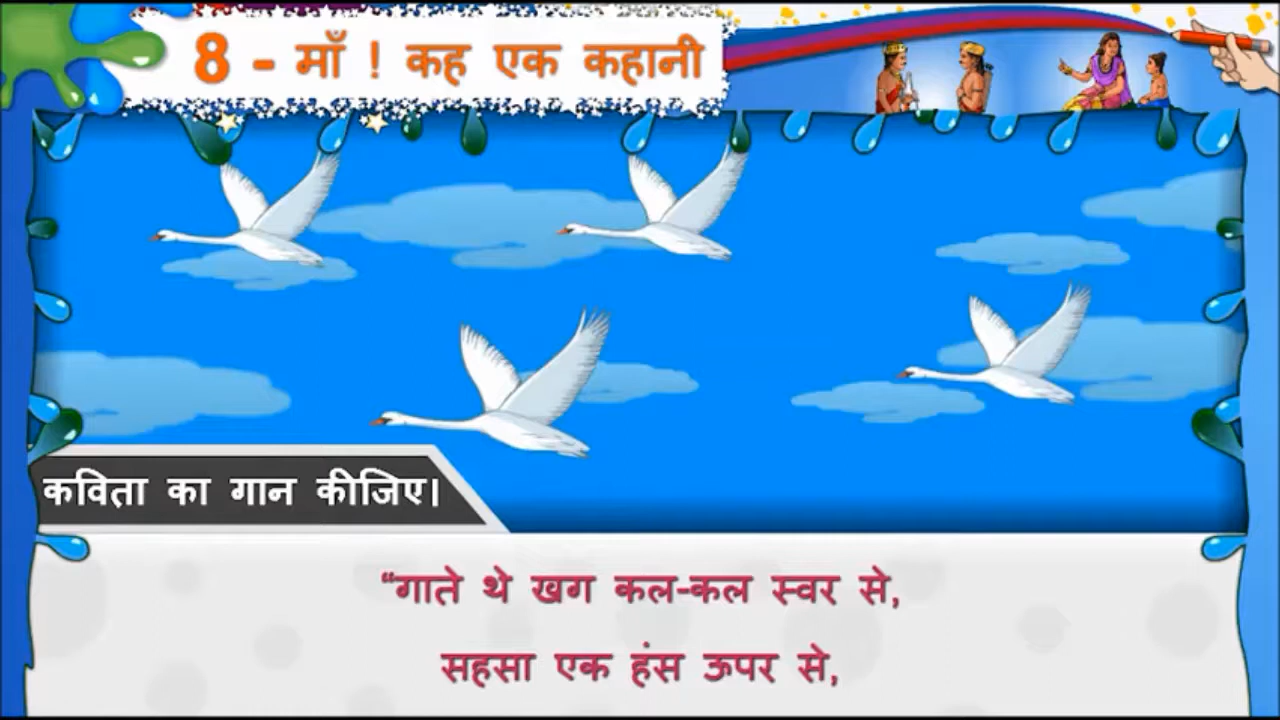 8 - माँ ! कह एक कहानी
कविता का गान कीजिए।
“गाते थे खग कल-कल स्वर से,
सहसा एक हंस ऊपर से,